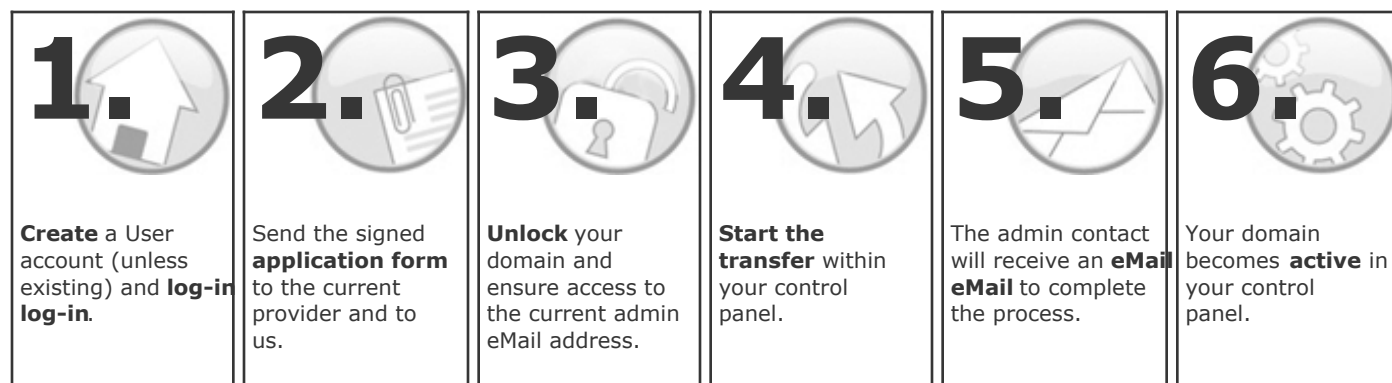 1.
Create a User
account (unless
existing) and log-in
log-in.
2.
Send the signed
application form
to the current
provider and to
us.
3.
Unlock your
domain and
ensure access to
the current admin
eMail address.
4.
Start the
transfer within
your control
panel.
5.
The admin contact
will receive an eMail
eMail to complete
the process.
6.
Your domain
becomes active in
your control
panel.